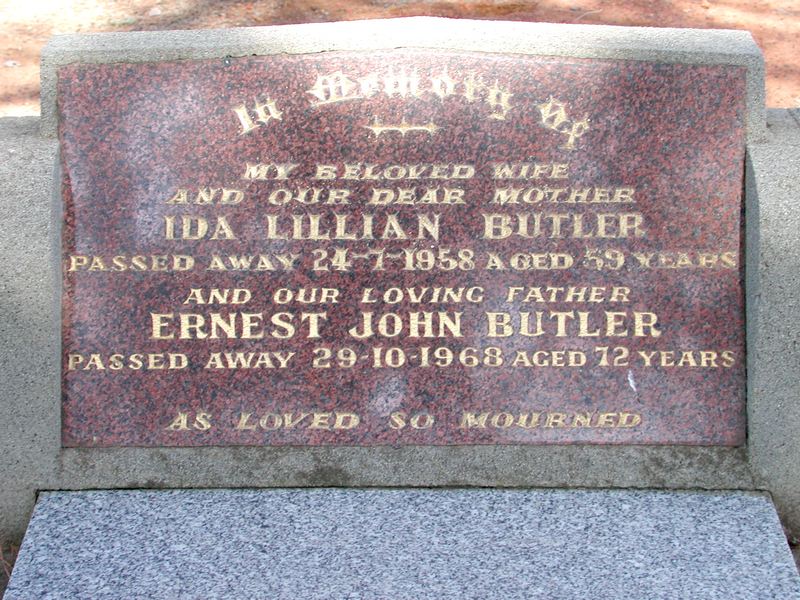 In Memory of
MY BELOVED WIFE
AND OUR DEAR MOTHER
IDA LILLIAN BUTLER
PASSED AWAY 24-7-1958 AGED 59 YEARS
AND OUR LOVING FATHER
ERNEST JOHN BUTLER
PASSED AWAY 29-10-1968 AGED 72 YEARS
AS LOVED SO MOURNED